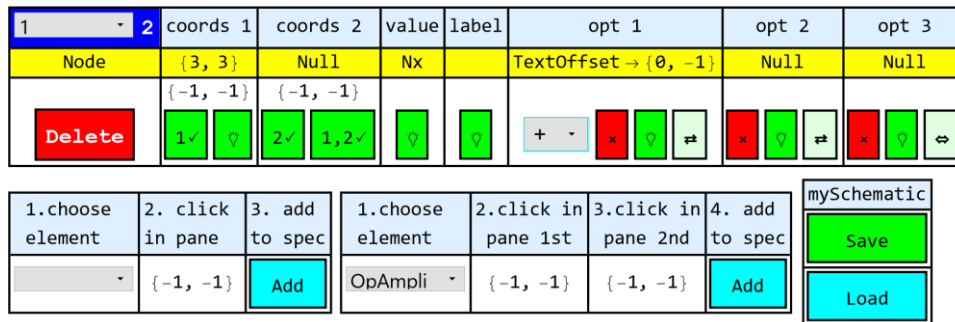 1 2 coords 1 coords 2 value label opt 1 opt 2 opt 3
Node {3, 3} Null Nx TextOffset → {0, -1} Null Null
{-1, -1} {-1, -1}
Delete 1✓ 2✓ 1,2✓ + × ⇄ × ⇄ × ⇔
1.choose element
2. click in pane
3. add to spec
{-1, -1} Add
1.choose element
2.click in pane 1st
3.click in pane 2nd
4. add to spec
OpAmpli {-1, -1} {-1, -1} Add
mySchematic
Save
Load